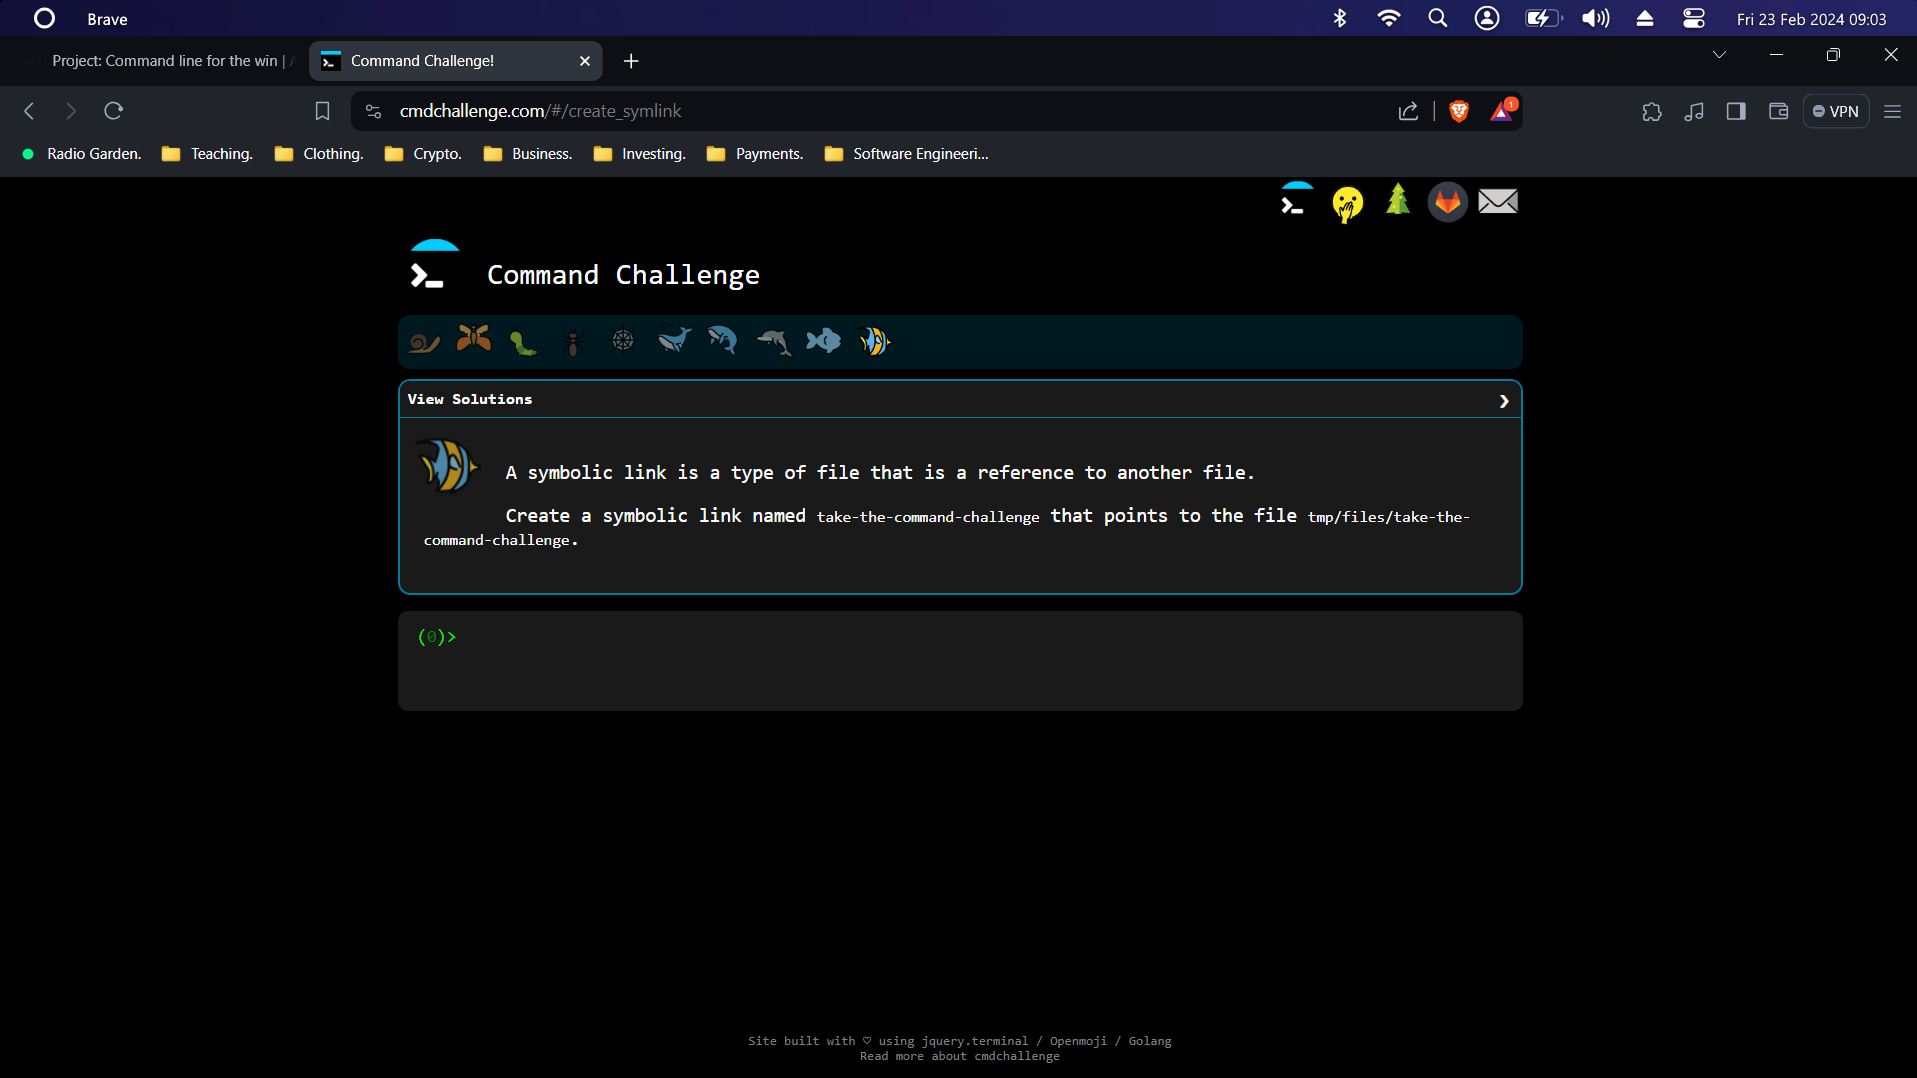 Brave
Fri 23 Feb 2024 09:03
Project: Command line for the win |
Command Challenge!
cmdchallenge.com/#/create_symlink
1
VPN
Radio Garden.
Teaching.
Clothing.
Crypto.
Business.
Investing.
Payments.
Software Engineeri...
Command Challenge
View Solutions
A symbolic link is a type of file that is a reference to another file.
Create a symbolic link named take-the-command-challenge that points to the file tmp/files/take-the-
command-challenge.
(0)>
Site built with ♡ using jquery.terminal / Openmoji / Golang
Read more about cmdchallenge